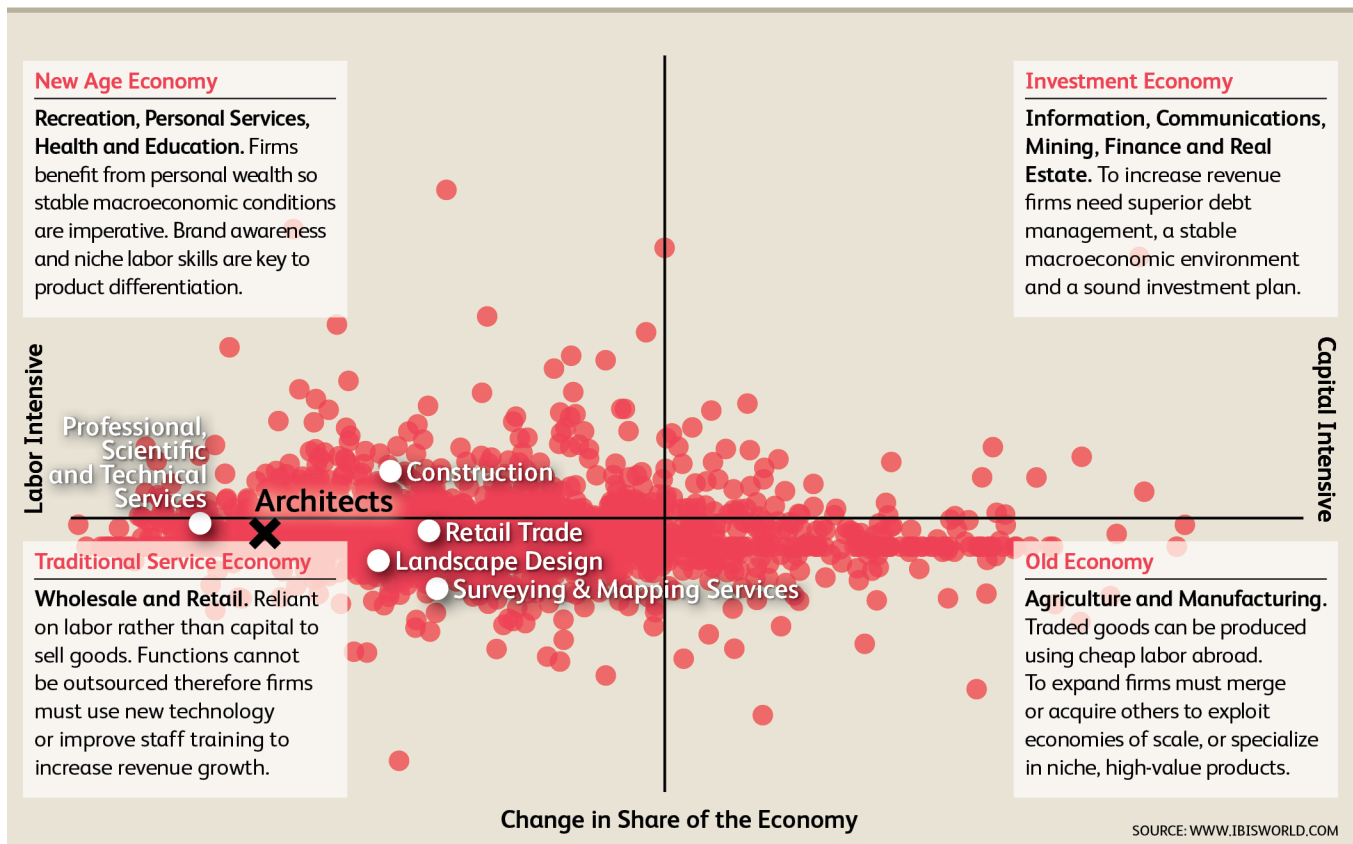 New Age Economy
Recreation, Personal Services,
Health and Education. Firms
benefit from personal wealth so
stable macroeconomic conditions
are imperative. Brand awareness
and niche labor skills are key to
product differentiation.
Investment Economy
Information, Communications,
Mining, Finance and Real
Estate. To increase revenue
firms need superior debt
management, a stable
macroeconomic environment
and a sound investment plan.
Labor Intensive
Capital Intensive
Professional,
Scientific
and Technical
Services
Architects
Construction
Retail Trade
Landscape Design
Surveying & Mapping Services
Traditional Service Economy
Wholesale and Retail. Reliant
on labor rather than capital to
sell goods. Functions cannot
be outsourced therefore firms
must use new technology
or improve staff training to
increase revenue growth.
Old Economy
Agriculture and Manufacturing.
Traded goods can be produced
using cheap labor abroad.
To expand firms must merge
or acquire others to exploit
economies of scale, or specialize
in niche, high-value products.
Change in Share of the Economy
SOURCE: WWW.IBISWORLD.COM